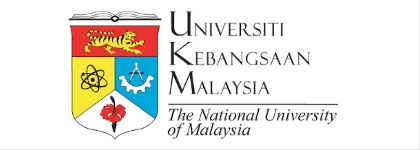 UNIVERSITI
KEBANGSAAN
MALAYSIA
The National University
of Malaysia